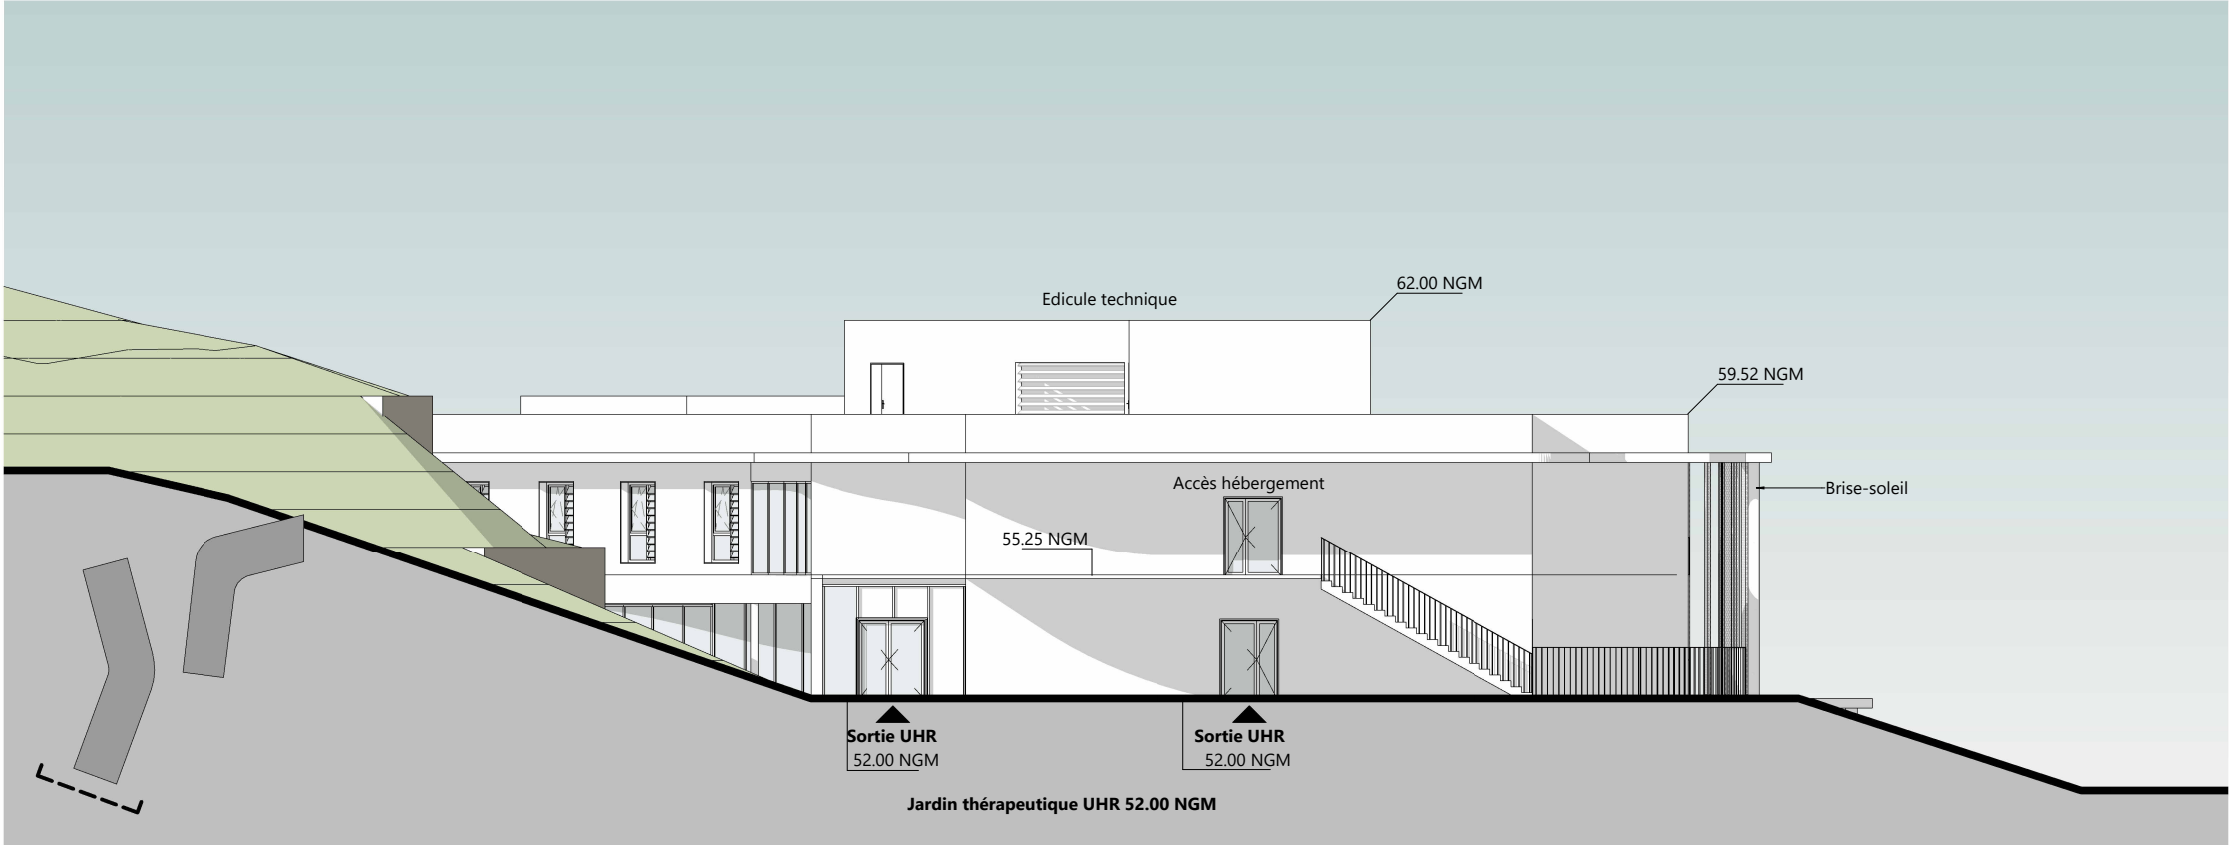 62.00 NGM
Edicule technique
59.52 NGM
Accès hébergement
Brise-soleil
55.25 NGM
Sortie UHR
52.00 NGM
Sortie UHR
52.00 NGM
Jardin thérapeutique UHR 52.00 NGM